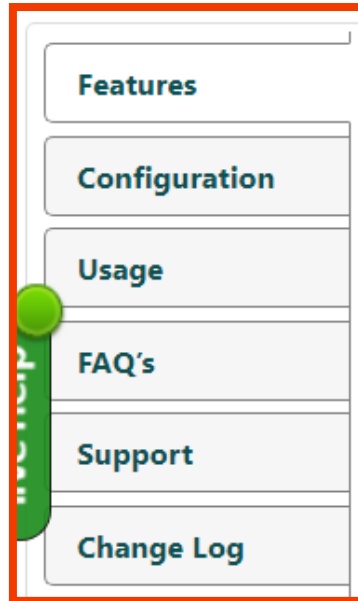 Features
Configuration
Usage
FAQ's
Support
Change Log